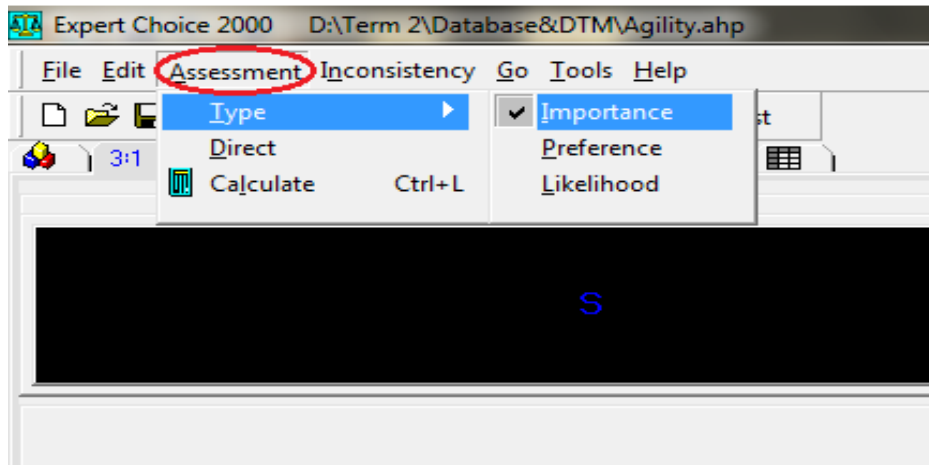 Expert Choice 2000 D:\Term 2\Database&DTM\Agility.ahp
File Edit Assessment Inconsistency Go Tools Help
Type Importance
Direct Preference
Calculate Ctrl+L Likelihood
3:1
S